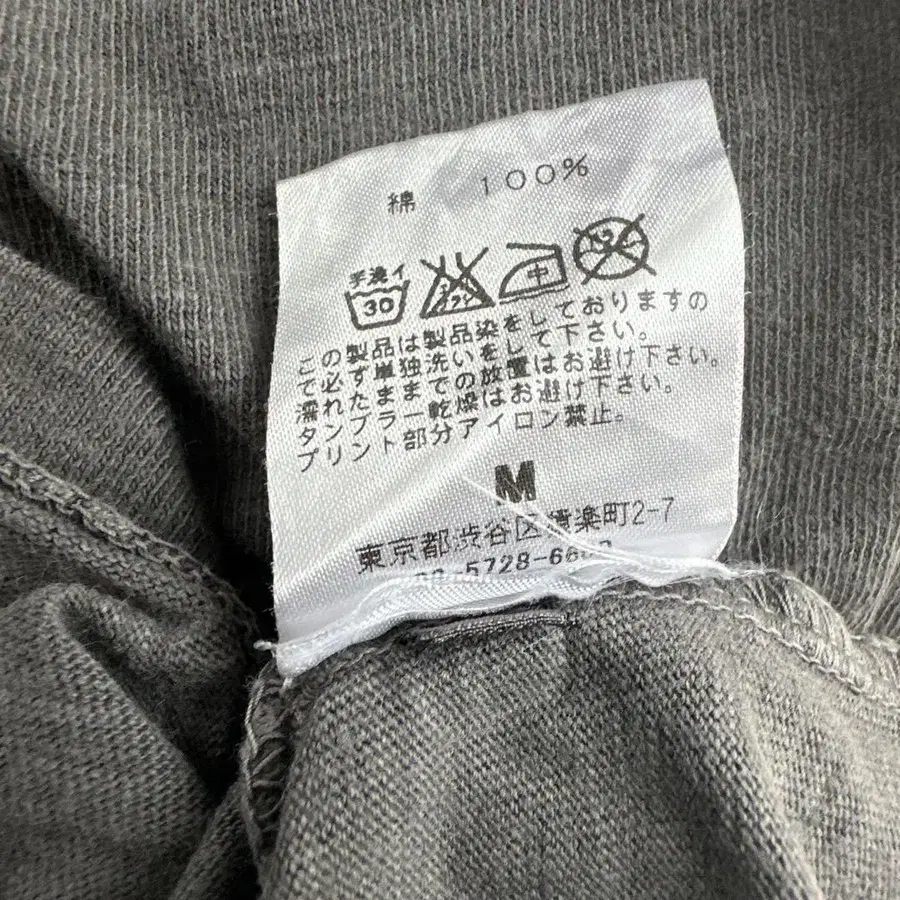 綿 100%
手洗イ
30 中
この製品は製品染をしておりますの
で必ず単独洗いをして下さい。
濡れたままでの放置はお避け下さい。
タンブラー乾燥はお避け下さい。
プリント部分アイロン禁止。
M
東京都渋谷区猿楽町2-7
5728-66